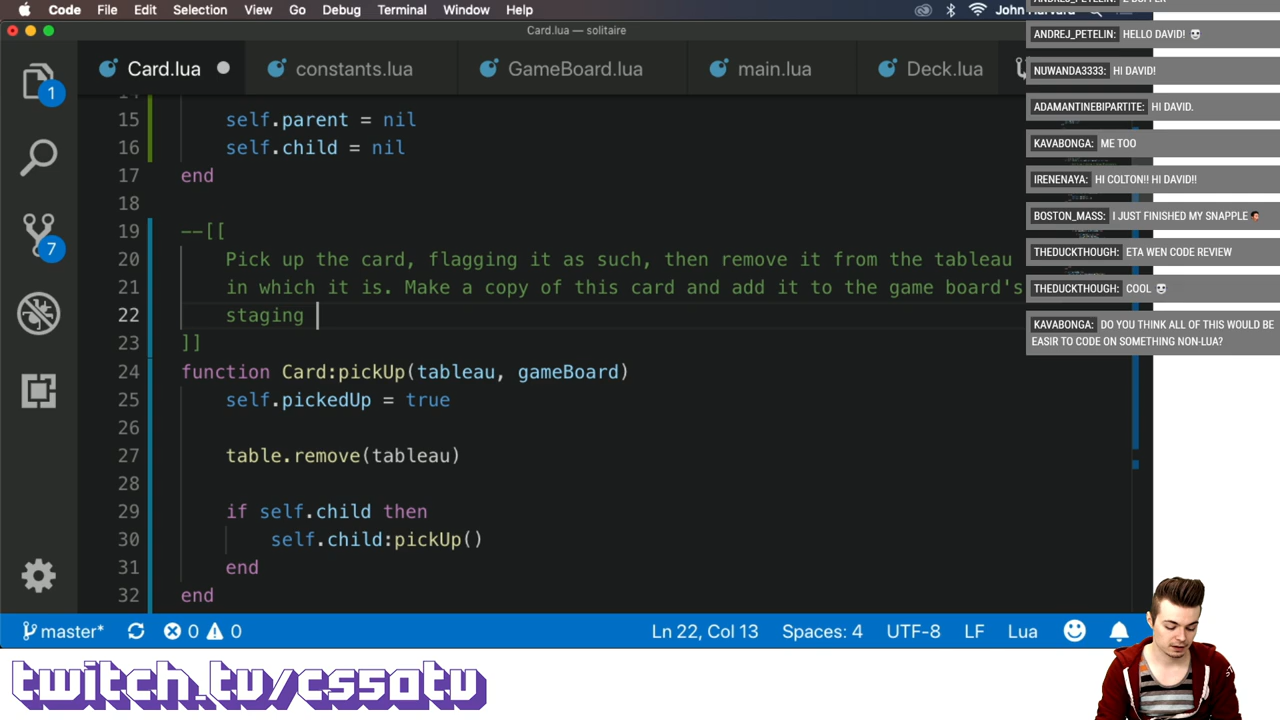 Code File Edit Selection View Go Debug Terminal Window Help
Card.lua — solitaire
Card.lua constants.lua GameBoard.lua main.lua Deck.lua
15 self.parent = nil
16 self.child = nil
17 end
18
19 --[[
20 Pick up the card, flagging it as such, then remove it from the tableau
21 in which it is. Make a copy of this card and add it to the game board's
22 staging
23 ]]
24 function Card:pickUp(tableau, gameBoard)
25 self.pickedUp = true
26
27 table.remove(tableau)
28
29 if self.child then
30 self.child:pickUp()
31 end
32 end
1
7
master* 0 0 Ln 22, Col 13 Spaces: 4 UTF-8 LF Lua
ANDREJ_PETELIN: HELLO DAVID!
NUWANDA3333: HI DAVID!
ADAMANTINEBIPARTITE: HI DAVID.
KAVABONGA: ME TOO
IRENENAYA: HI COLTON!! HI DAVID!!
BOSTON_MASS: I JUST FINISHED MY SNAPPLE
THEDUCKTHOUGH: ETA WEN CODE REVIEW
THEDUCKTHOUGH: COOL
KAVABONGA: DO YOU THINK ALL OF THIS WOULD BE
EASIR TO CODE ON SOMETHING NON-LUA?
twitch.tv/cs50tv